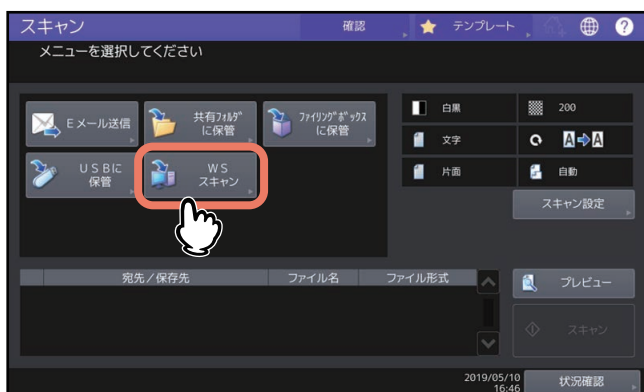 スキャン
確認
テンプレート
?
メニューを選択してください
Eメール送信
共有フォルダ
に保管
ファイリングボックス
に保管
USBに
保管
WS
スキャン
白黒
200
文字
A
A
片面
自動
スキャン設定
宛先/保存先
ファイル名
ファイル形式
プレビュー
スキャン
2019/05/10
16:46
状況確認